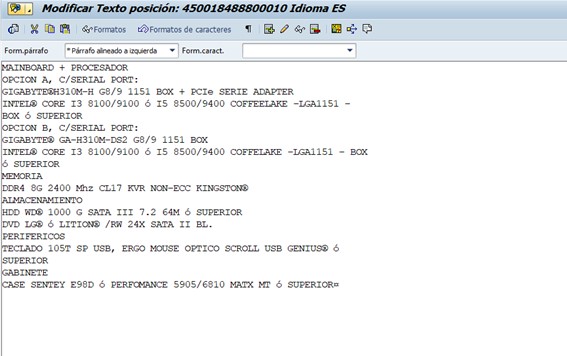 Modificar Texto posición: 450018488800010 Idioma ES
Formatos
Formatos de caracteres
Form.párrafo
* Párrafo alineado a izquierda
Form.caract.
MAINBOARD + PROCESADOR
OPCION A, C/SERIAL PORT:
GIGABYTE®H310M-H G8/9 1151 BOX + PCIe SERIE ADAPTER
INTEL® CORE I3 8100/9100 ó I5 8500/9400 COFFEELAKE -LGA1151 -
BOX ó SUPERIOR
OPCION B, C/SERIAL PORT:
GIGABYTE® GA-H310M-DS2 G8/9 1151 BOX
INTEL® CORE I3 8100/9100 ó I5 8500/9400 COFFEELAKE -LGA1151 - BOX
ó SUPERIOR
MEMORIA
DDR4 8G 2400 Mhz CL17 KVR NON-ECC KINGSTON®
ALMACENAMIENTO
HDD WD® 1000 G SATA III 7.2 64M ó SUPERIOR
DVD LG® ó LITION® /RW 24X SATA II BL.
PERIFERICOS
TECLADO 105T SP USB, ERGO MOUSE OPTICO SCROLL USB GENIUS® ó
SUPERIOR
GABINETE
CASE SENTEY E98D ó PERFOMANCE 5905/6810 MATX MT ó SUPERIOR¤